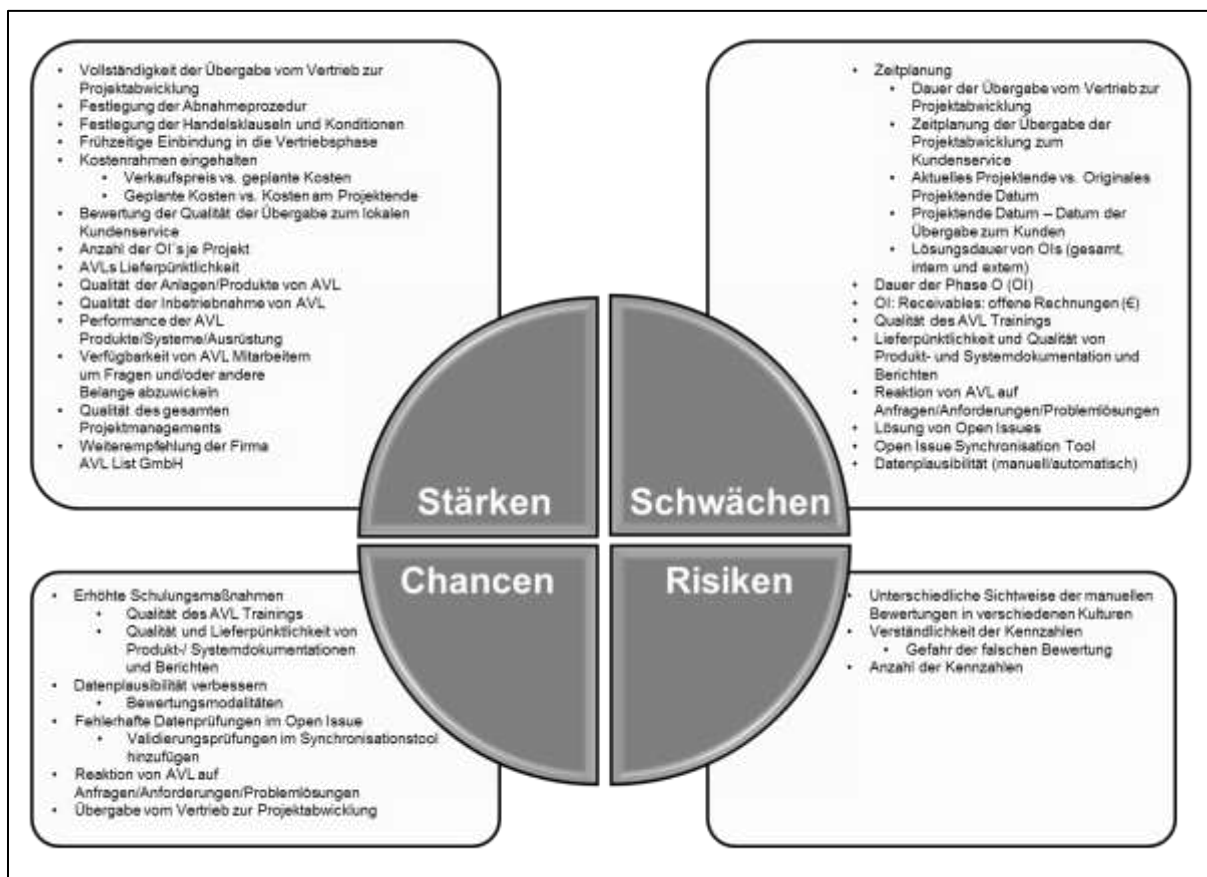 • Vollständigkeit der Übergabe vom Vertrieb zur
Projektabwicklung
• Festlegung der Abnahmeprozedur
• Festlegung der Handelsklauseln und Konditionen
• Frühzeitige Einbindung in die Vertriebsphase
• Kostenrahmen eingehalten
• Verkaufspreis vs. geplante Kosten
• Geplante Kosten vs. Kosten am Projektende
• Bewertung der Qualität der Übergabe zum lokalen
Kundenservice
• Anzahl der OI´s je Projekt
• AVLs Lieferpünktlichkeit
• Qualität der Anlagen/Produkte von AVL
• Qualität der Inbetriebnahme von AVL
• Performance der AVL
Produkte/Systeme/Ausrüstung
• Verfügbarkeit von AVL Mitarbeitern
um Fragen und/oder andere
Belange abzuwickeln
• Qualität des gesamten
Projektmanagements
• Weiterempfehlung der Firma
AVL List GmbH
Stärken
• Zeitplanung
• Dauer der Übergabe vom Vertrieb zur
Projektabwicklung
• Zeitplanung der Übergabe der
Projektabwicklung zum
Kundenservice
• Aktuelles Projektende vs. Originales
Projektende Datum
• Projektende Datum – Datum der
Übergabe zum Kunden
• Lösungsdauer von OIs (gesamt,
intern und extern)
• Dauer der Phase O (OI)
• OI: Receivables: offene Rechnungen (€)
• Qualität des AVL Trainings
• Lieferpünktlichkeit und Qualität von
Produkt- und Systemdokumentation und
Berichten
• Reaktion von AVL auf
Anfragen/Anforderungen/Problemlösungen
• Lösung von Open Issues
• Open Issue Synchronisation Tool
• Datenplausibilität (manuell/automatisch)
Schwächen
Chancen
• Erhöhte Schulungsmaßnahmen
• Qualität des AVL Trainings
• Qualität und Lieferpünktlichkeit von
Produkt-/ Systemdokumentationen
und Berichten
• Datenplausibilität verbessern
• Bewertungsmodalitäten
• Fehlerhafte Datenprüfungen im Open Issue
• Validierungsprüfungen im Synchronisationstool
hinzufügen
• Reaktion von AVL auf
Anfragen/Anforderungen/Problemlösungen
• Übergabe vom Vertrieb zur Projektabwicklung
Risiken
• Unterschiedliche Sichtweise der manuellen
Bewertungen in verschiedenen Kulturen
• Verständlichkeit der Kennzahlen
• Gefahr der falschen Bewertung
• Anzahl der Kennzahlen